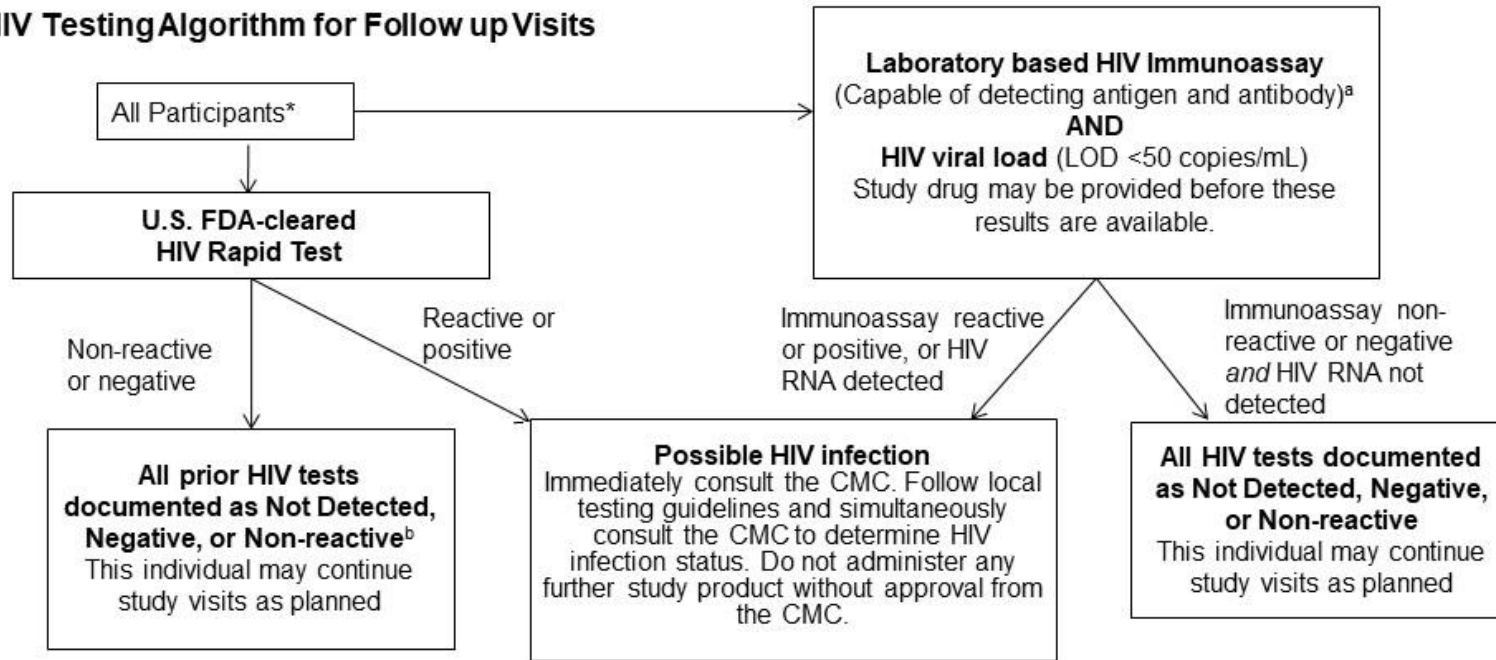 HIV Testing Algorithm for Follow up Visits
All Participants*
U.S. FDA-cleared
HIV Rapid Test
Laboratory based HIV Immunoassay
(Capable of detecting antigen and antibody)ᵃ
AND
HIV viral load (LOD <50 copies/mL)
Study drug may be provided before these
results are available.
Non-reactive
or negative
Reactive or
positive
Immunoassay reactive
or positive, or HIV
RNA detected
Immunoassay non-
reactive or negative
and HIV RNA not
detected
All prior HIV tests
documented as Not Detected,
Negative, or Non-reactiveᵇ
This individual may continue
study visits as planned
Possible HIV infection
Immediately consult the CMC. Follow local
testing guidelines and simultaneously
consult the CMC to determine HIV
infection status. Do not administer any
further study product without approval from
the CMC.
All HIV tests documented
as Not Detected, Negative,
or Non-reactive
This individual may continue
study visits as planned